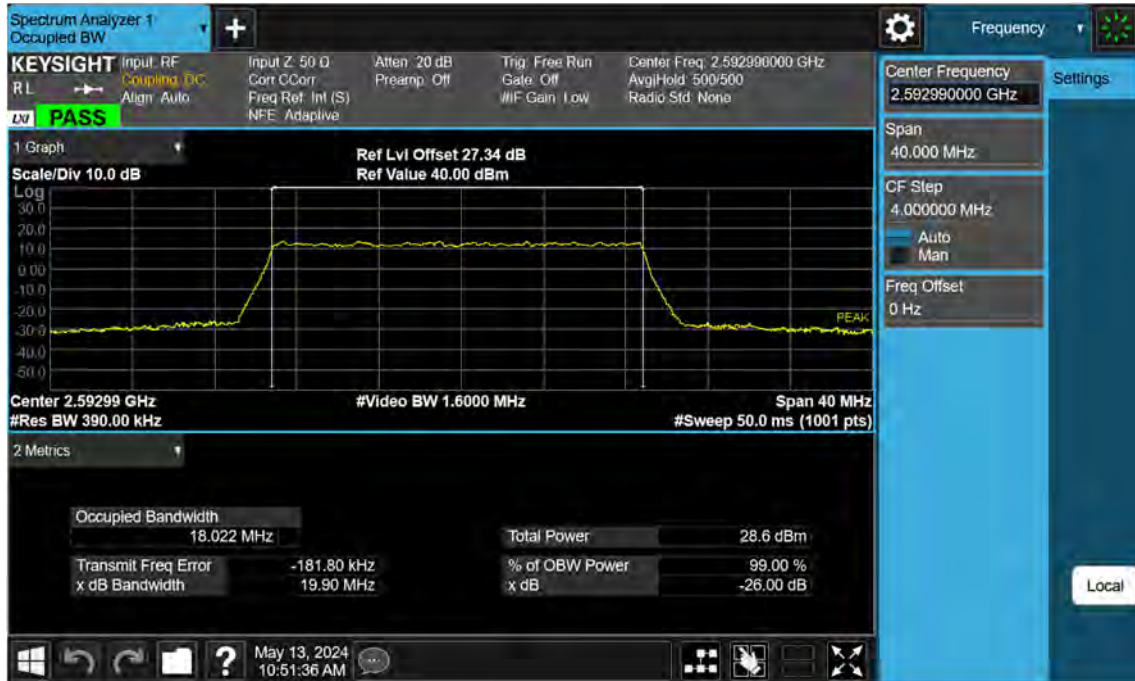 Spectrum Analyzer 1
Occupied BW
+
Frequency
KEYSIGHT
RL
LXI
PASS
Input: RF
Coupling: DC
Align: Auto
Input Z: 50 Ω
Corr CCorr
Freq Ref: Int (S)
NFE: Adaptive
Atten: 20 dB
Preamp: Off
Trig: Free Run
Gate: Off
#IF Gain: Low
Center Freq: 2.592990000 GHz
Avg|Hold: 500/500
Radio Std: None
Center Frequency
2.592990000 GHz
Settings
Span
40.000 MHz
CF Step
4.000000 MHz
Auto
Man
Freq Offset
0 Hz
1 Graph
Scale/Div 10.0 dB
Ref Lvl Offset 27.34 dB
Ref Value 40.00 dBm
Log
30.0
20.0
10.0
0.00
-10.0
-20.0
-30.0
-40.0
-50.0
PEAK
Center 2.59299 GHz
#Video BW 1.6000 MHz
Span 40 MHz
#Res BW 390.00 kHz
#Sweep 50.0 ms (1001 pts)
2 Metrics
Occupied Bandwidth
18.022 MHz
Total Power 28.6 dBm
Transmit Freq Error -181.80 kHz
% of OBW Power 99.00 %
x dB Bandwidth 19.90 MHz
x dB -26.00 dB
Local
?
May 13, 2024
10:51:36 AM